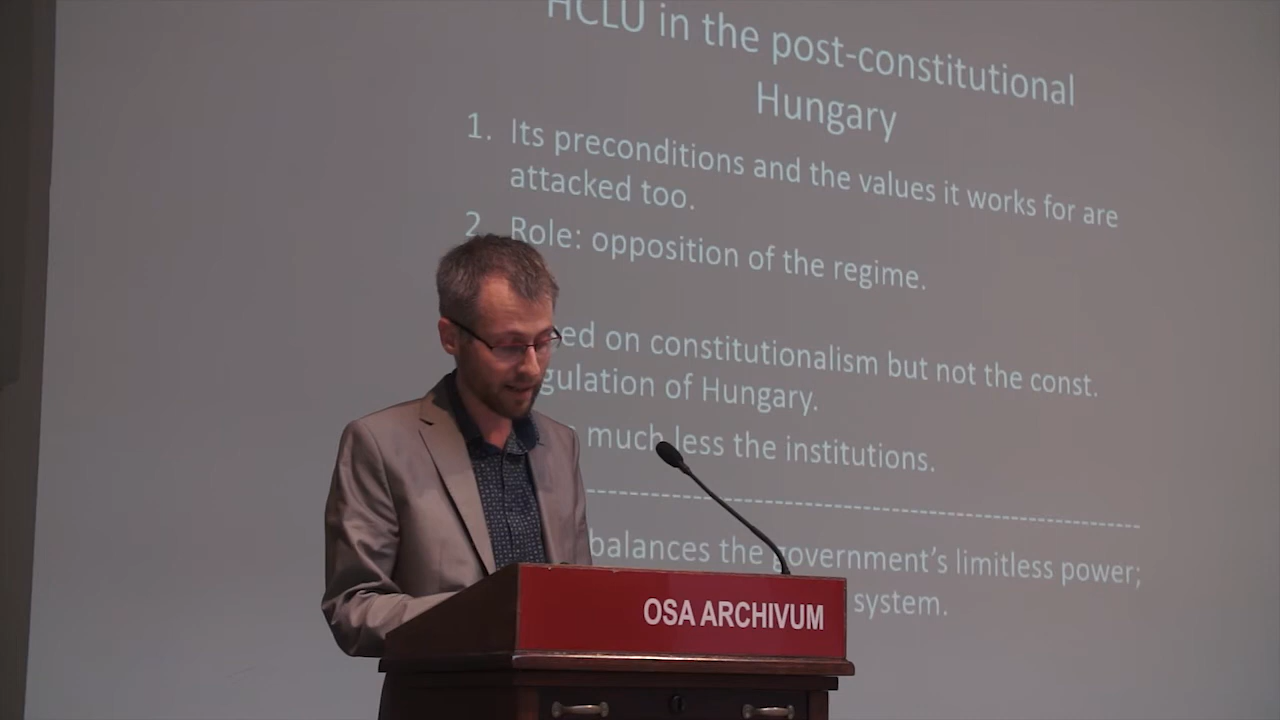 HCLU in the post-constitutional
Hungary
1. Its preconditions and the values it works for are
attacked too.
2. Role: opposition of the regime.
ed on constitutionalism but not the const.
gulation of Hungary.
much less the institutions.
balances the government's limitless power;
system.
OSA ARCHIVUM